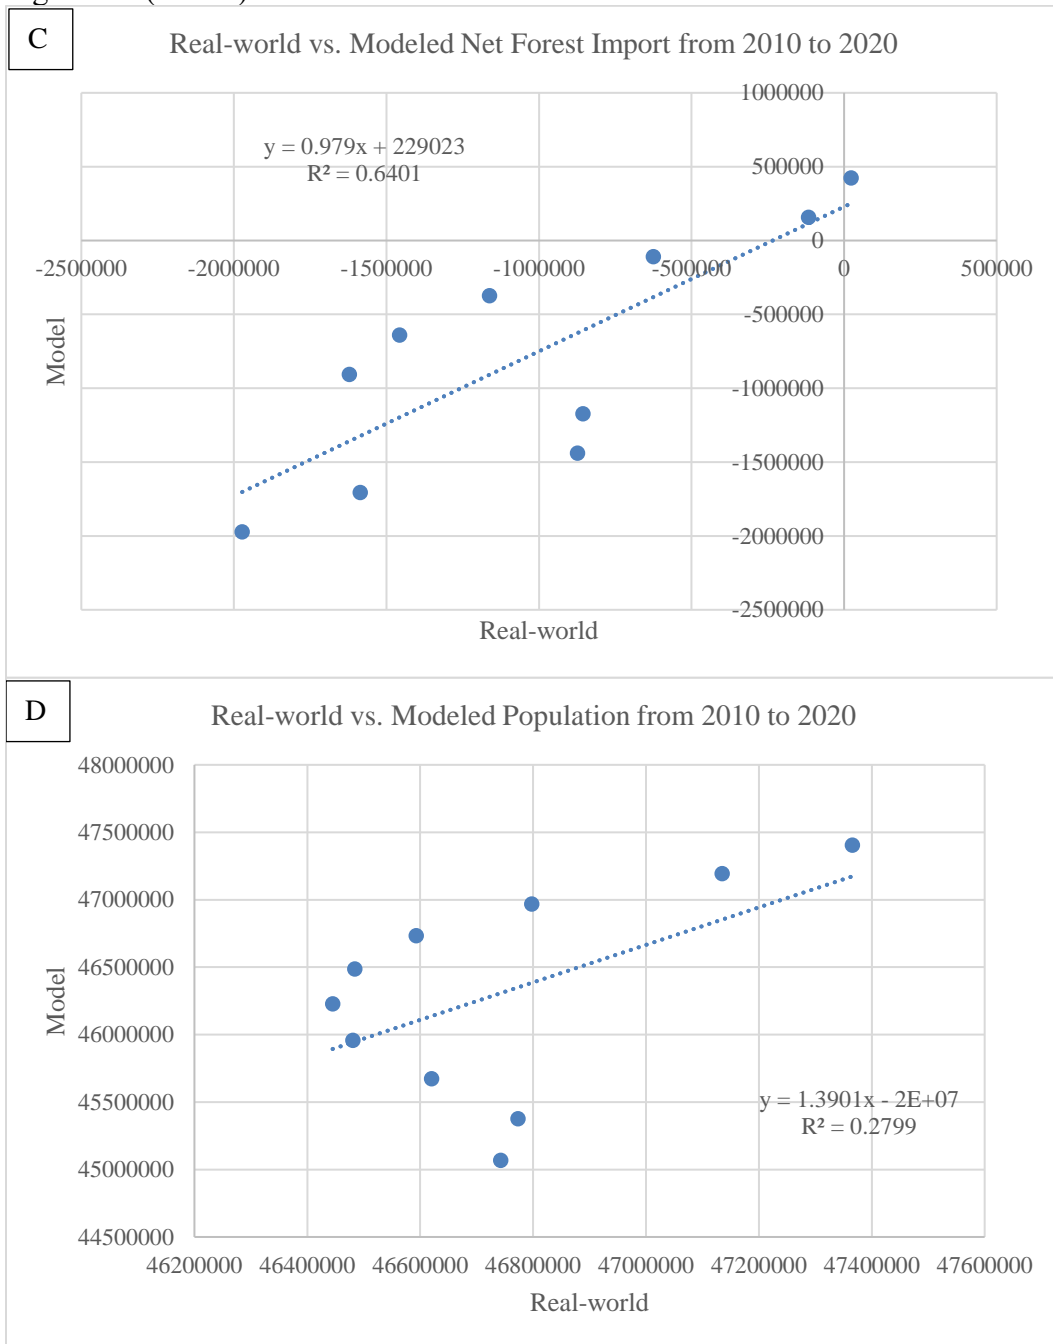 C
Real-world vs. Modeled Net Forest Import from 2010 to 2020
1000000
y = 0.979x + 229023
R² = 0.6401
500000
0
-2500000 -2000000 -1500000 -1000000 -500000 0 500000
-500000
Model
-1000000
-1500000
-2000000
-2500000
Real-world
D
Real-world vs. Modeled Population from 2010 to 2020
48000000
47500000
47000000
46500000
Model
46000000
45500000
y = 1.3901x - 2E+07
R² = 0.2799
45000000
44500000
46200000 46400000 46600000 46800000 47000000 47200000 47400000 47600000
Real-world